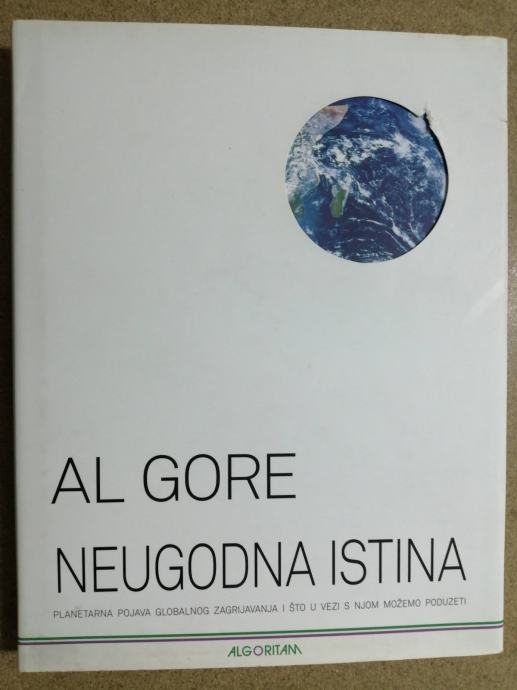 AL GORE
NEUGODNA ISTINA
PLANETARNA POJAVA GLOBALNOG ZAGRIJAVANJA I ŠTO U VEZI S NJOM MOŽEMO PODUZETI
ALGORITAM